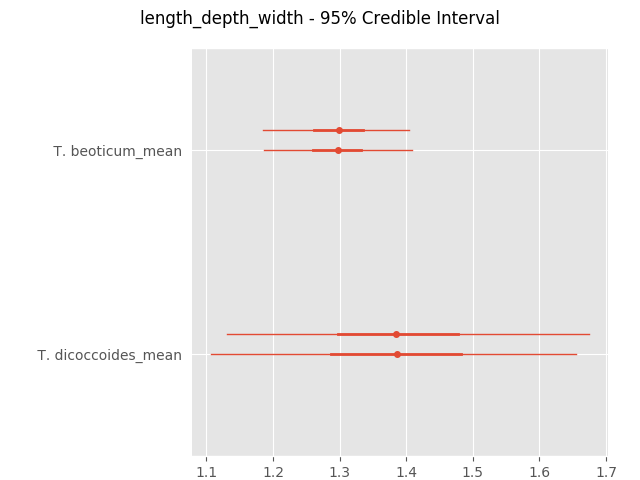 length_depth_width - 95% Credible Interval
T. beoticum_mean
T. dicoccoides_mean
1.1 1.2 1.3 1.4 1.5 1.6 1.7